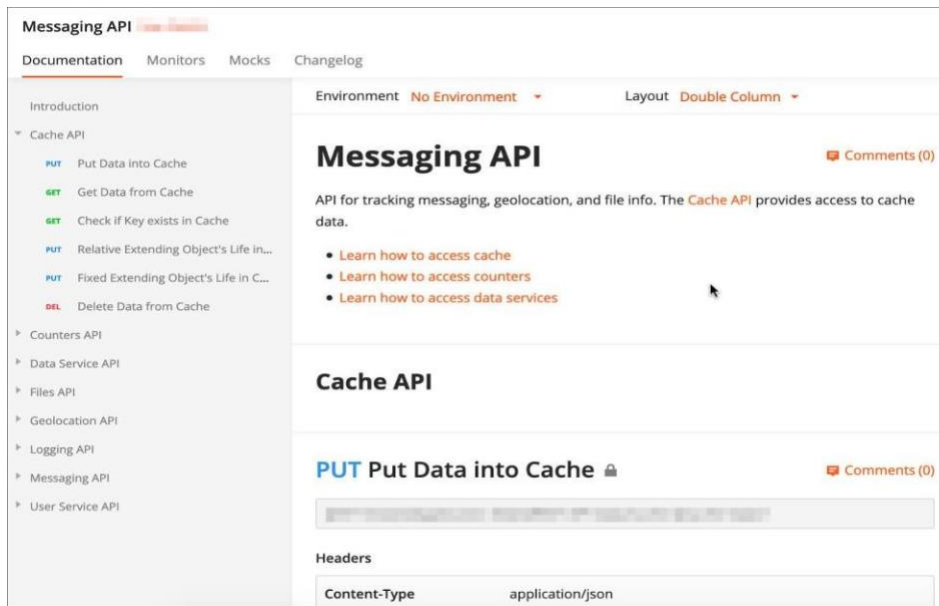 Messaging API
Documentation Monitors Mocks Changelog
Introduction
Cache API
PUT Put Data into Cache
GET Get Data from Cache
GET Check if Key exists in Cache
PUT Relative Extending Object's Life in...
PUT Fixed Extending Object's Life in C...
DEL Delete Data from Cache
Counters API
Data Service API
Files API
Geolocation API
Logging API
Messaging API
User Service API
Environment No Environment Layout Double Column
Messaging API Comments (0)
API for tracking messaging, geolocation, and file info. The Cache API provides access to cache
data.
• Learn how to access cache
• Learn how to access counters
• Learn how to access data services
Cache API
PUT Put Data into Cache Comments (0)
Headers
Content-Type application/json